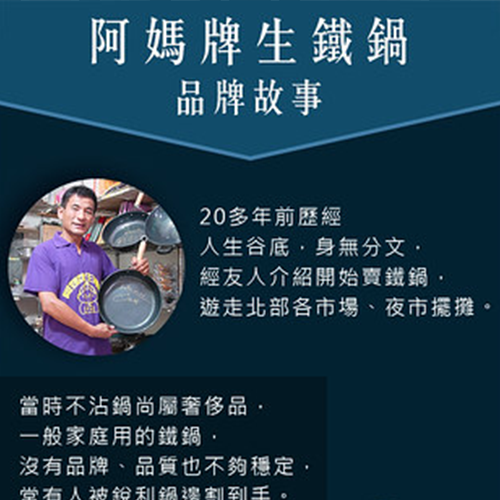 阿媽牌生鐵鍋
品牌故事
20多年前歷經
人生谷底，身無分文，
經友人介紹開始賣鐵鍋，
遊走北部各市場、夜市擺攤。
當時不沾鍋尚屬奢侈品，
一般家庭用的鐵鍋，
沒有品牌、品質也不夠穩定，
常有人被銳利鍋邊割到手。